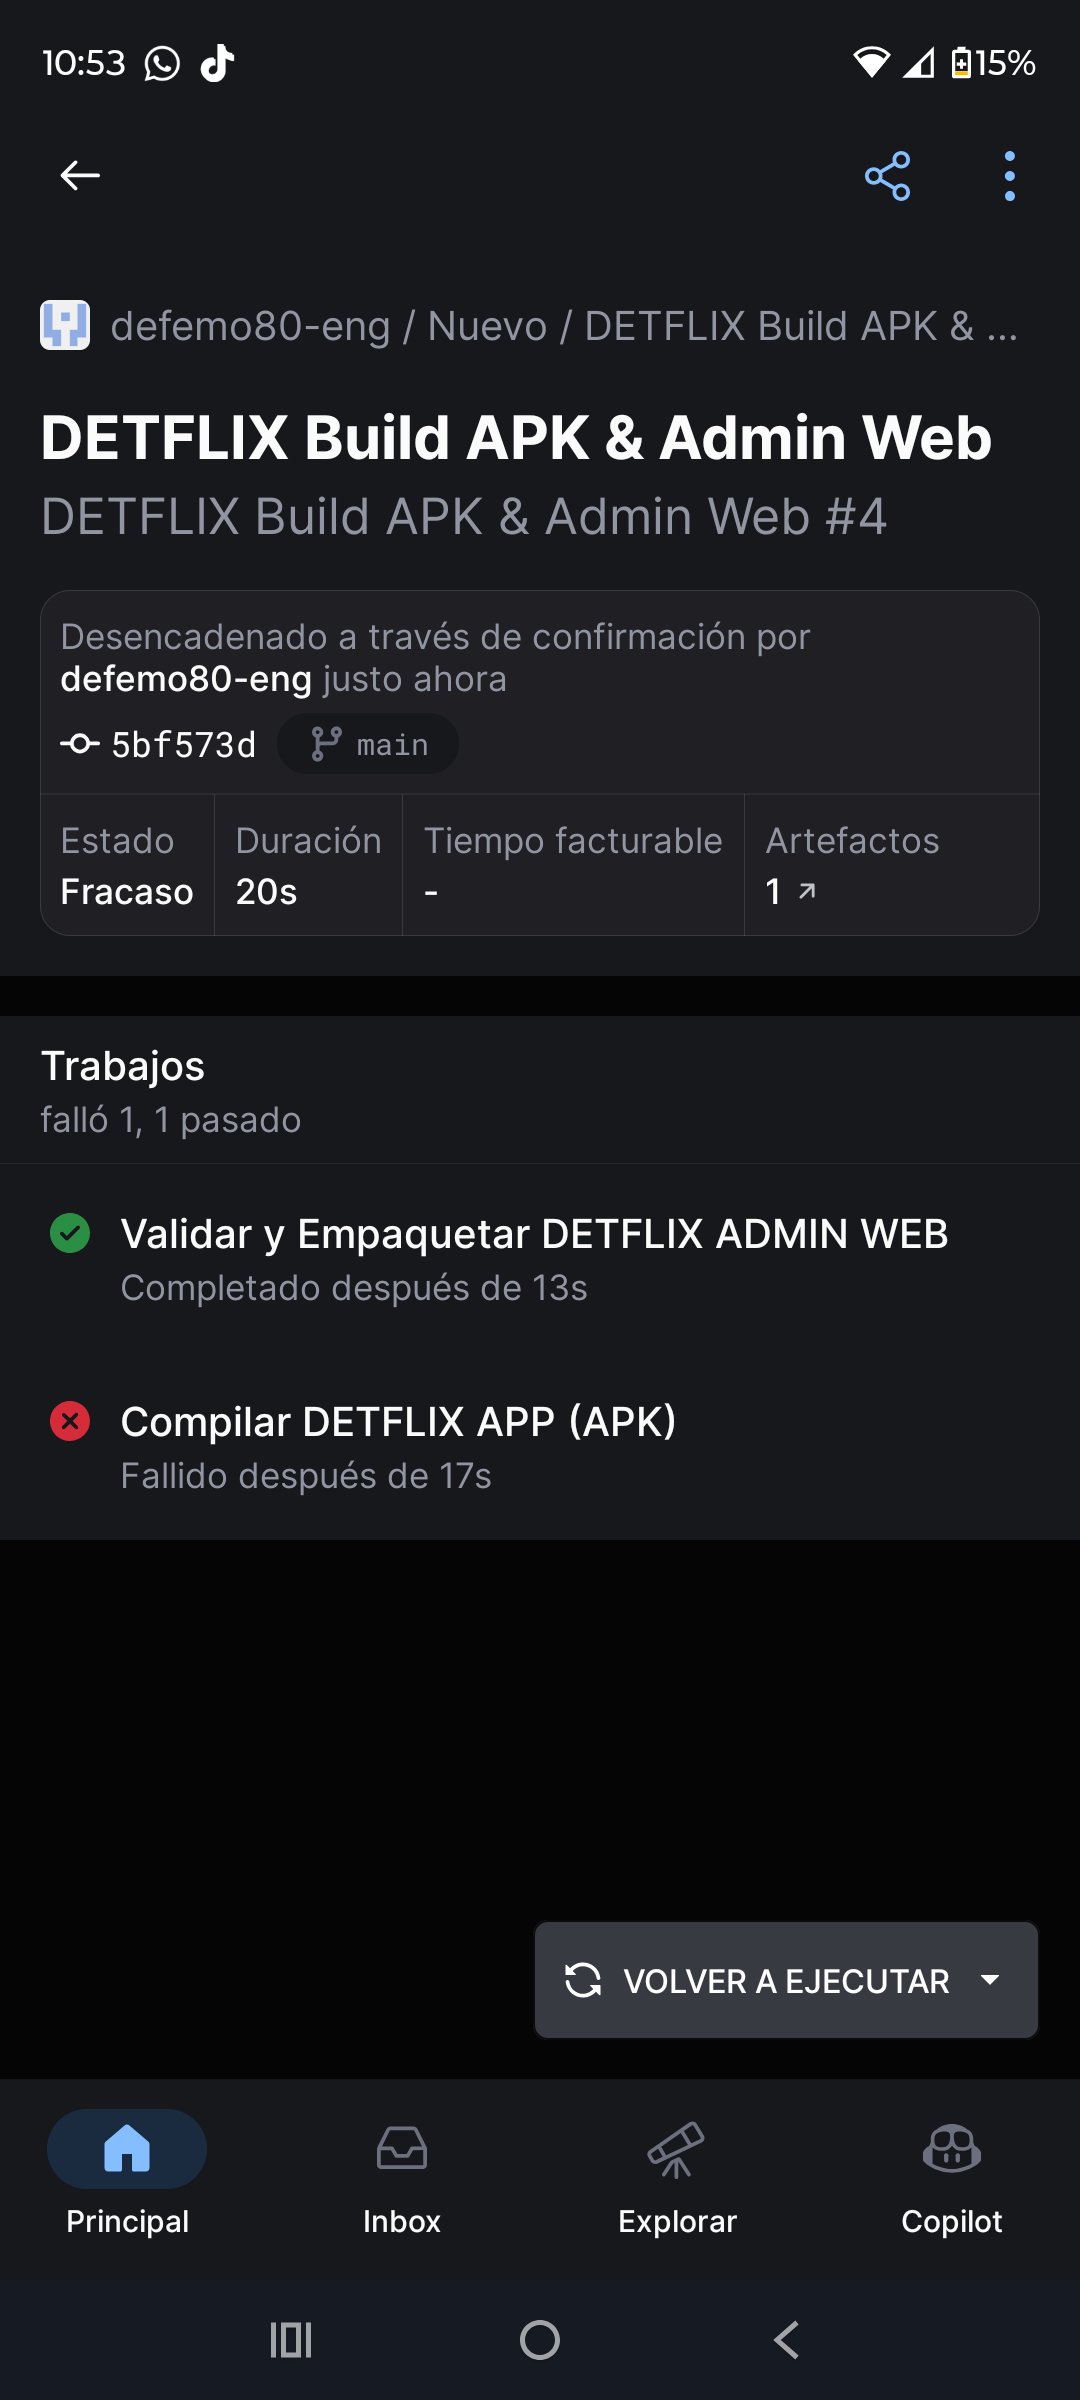 10:53
15%
defemo80-eng / Nuevo / DETFLIX Build APK & ...
DETFLIX Build APK & Admin Web
DETFLIX Build APK & Admin Web #4
Desencadenado a través de confirmación por
defemo80-eng justo ahora
5bf573d main
Estado Duración Tiempo facturable Artefactos
Fracaso 20s - 1
Trabajos
falló 1, 1 pasado
Validar y Empaquetar DETFLIX ADMIN WEB
Completado después de 13s
Compilar DETFLIX APP (APK)
Fallido después de 17s
VOLVER A EJECUTAR
Principal Inbox Explorar Copilot